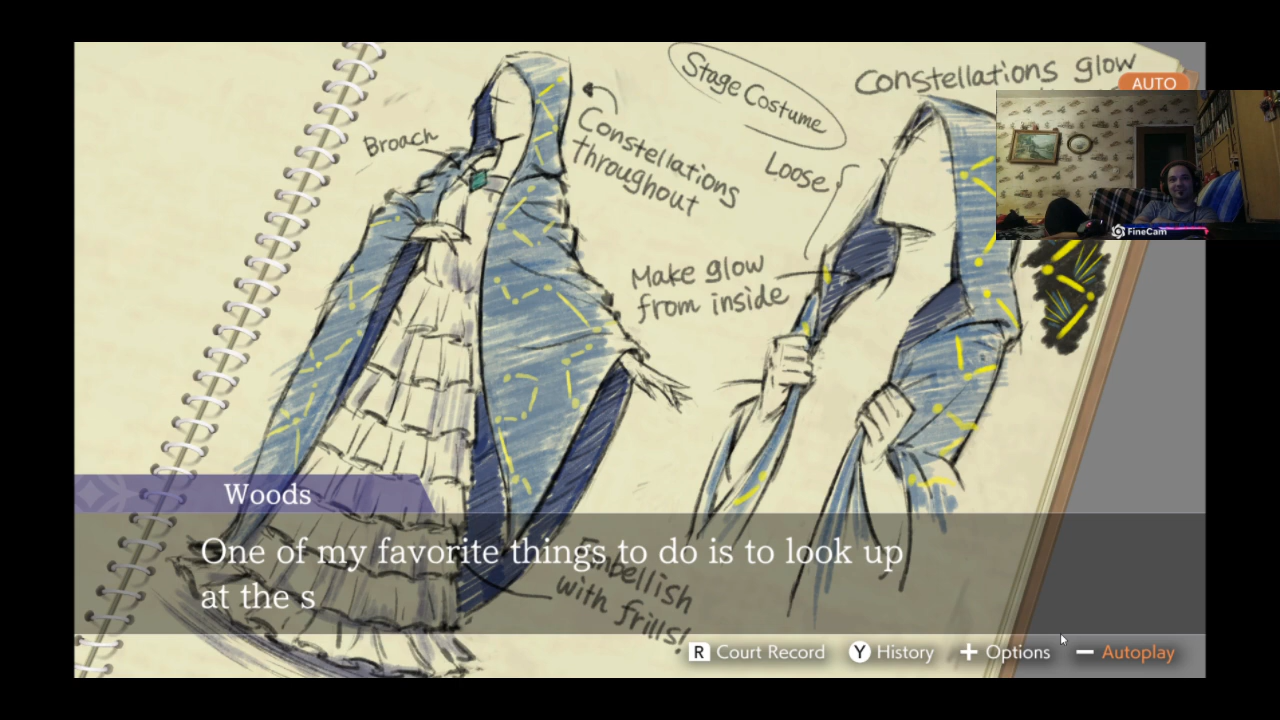 Stage Costume
Constellations glow
AUTO
Broach
Constellations
throughout
Loose
Make glow
from inside
FineCam
Woods
One of my favorite things to do is to look up
at the s
Embellish
with frills!
R Court Record
Y History
+ Options
- Autoplay